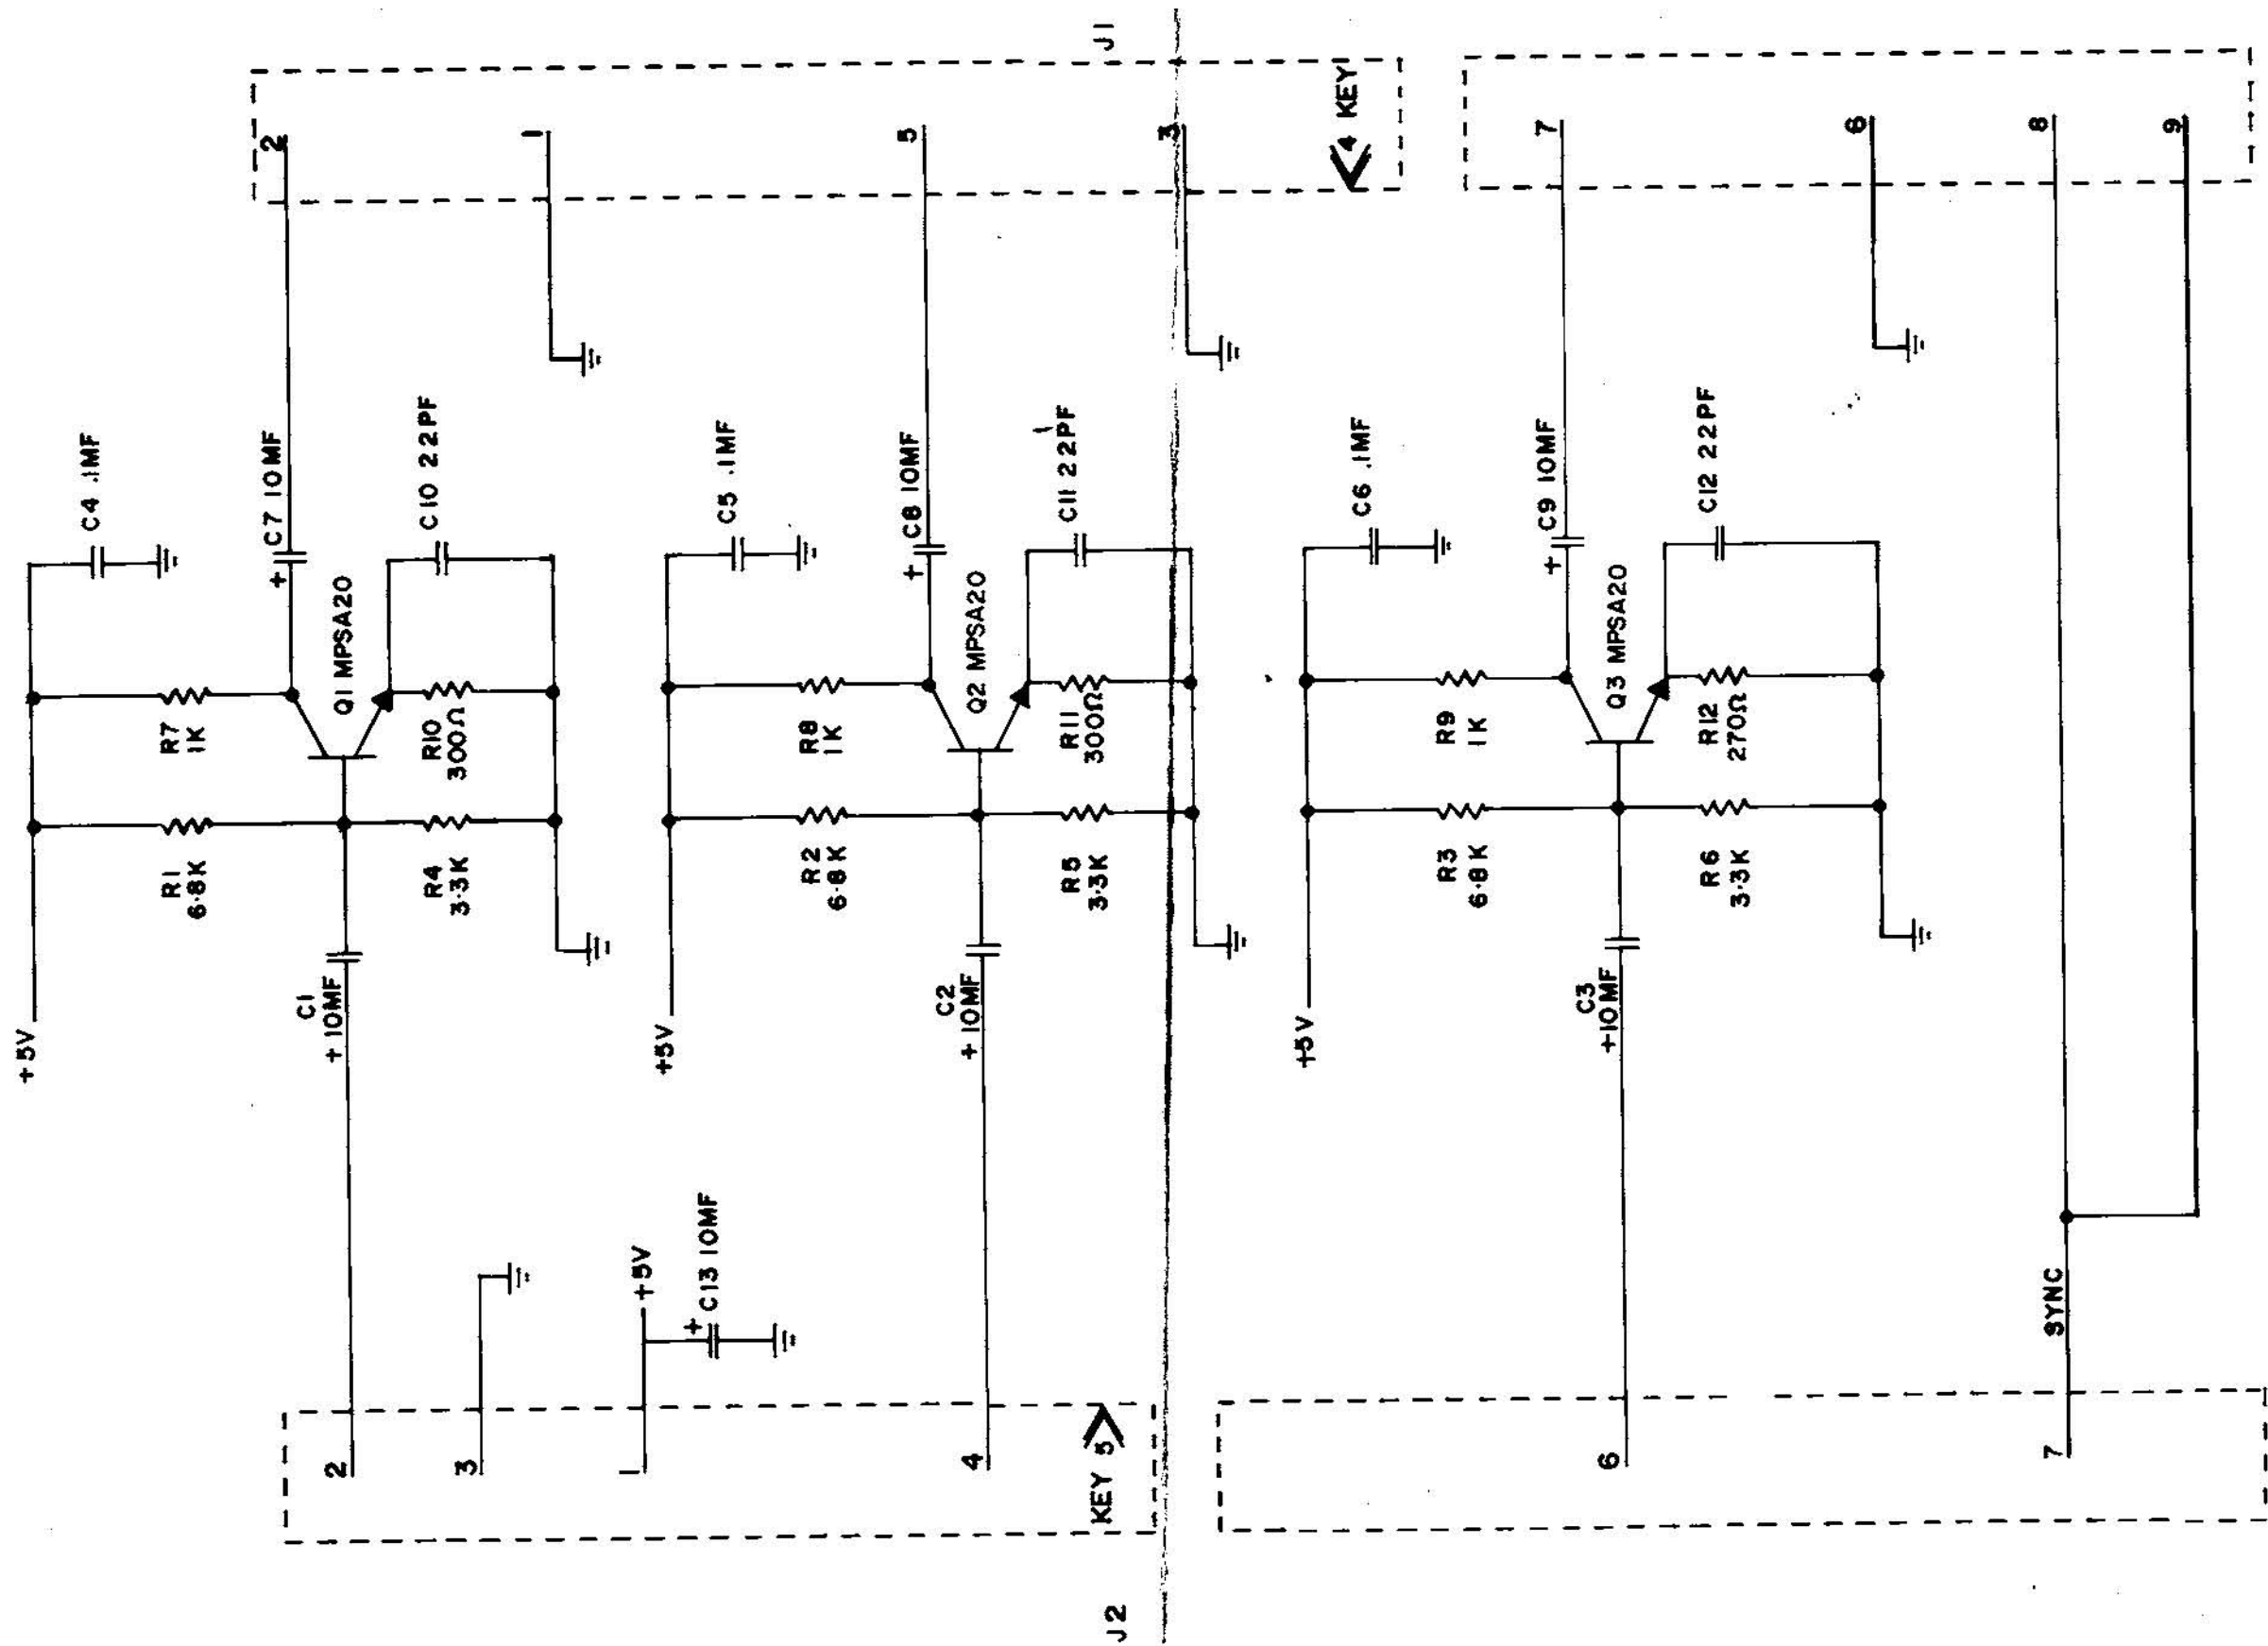 +5V
R1
6.8K
R7
1K
C4 .1MF
C1
+10MF
Q1 MPSA20
+
C7 10MF
2
R4
3.3K
R10
300Ω
C10 22PF
1
2
3
1
+5V
+
C13 10MF
+5V
R2
6.8K
R8
1K
C5 .1MF
C2
+10MF
Q2 MPSA20
+
C8 10MF
5
4
R5
3.3K
R11
300Ω
C11 22PF
3
KEY 5
J2
J1
4 KEY
+5V
R3
6.8K
R9
1K
C6 .1MF
C3
+10MF
Q3 MPSA20
+
C9 10MF
7
6
R6
3.3K
R12
270Ω
C12 22PF
6
7
SYNC
8
9